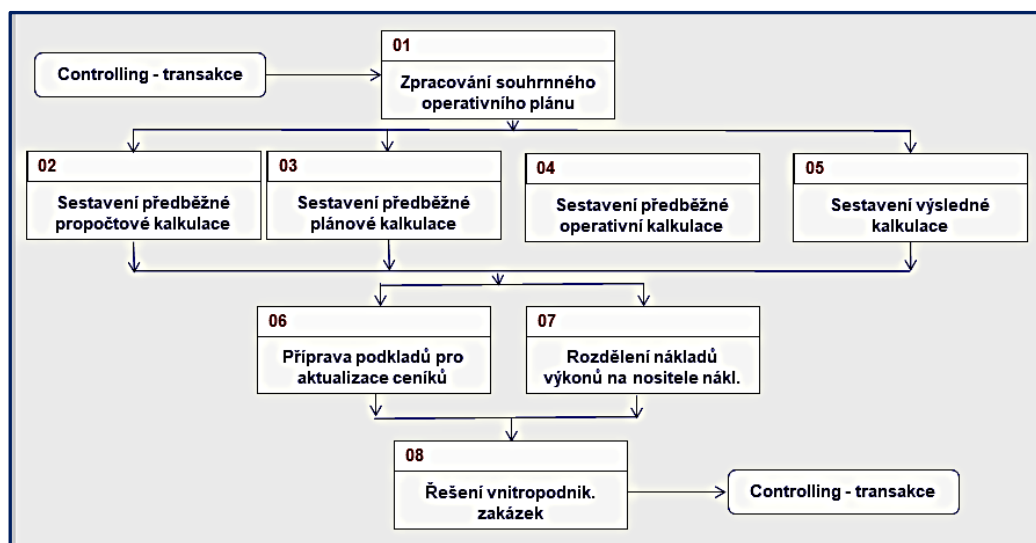 01
Controlling - transakce
Zpracování souhrnného
operativního plánu
02
Sestavení předběžné
propočtové kalkulace
03
Sestavení předběžné
plánové kalkulace
04
Sestavení předběžné
operativní kalkulace
05
Sestavení výsledné
kalkulace
06
Příprava podkladů pro
aktualizace ceníků
07
Rozdělení nákladů
výkonů na nositele nákl.
08
Řešení vnitropodnik.
zakázek
Controlling - transakce